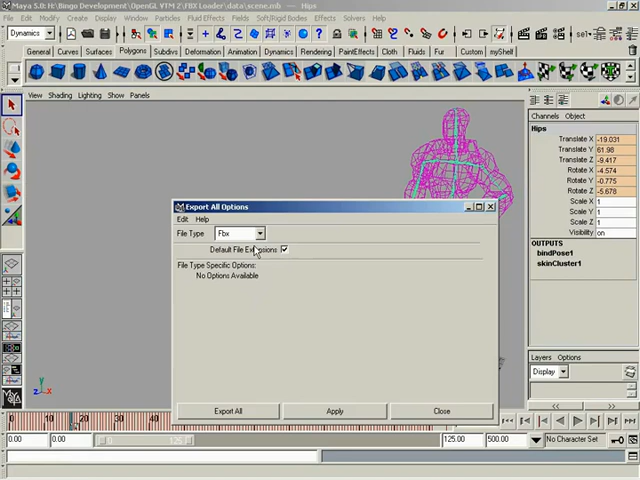 Maya 5.0: H:\Bingu Development\OpenGL VTM 2\FBX Loader\data\scene.mb --- Hips
File Edit Modify Create Display Window Animate Deform Skeleton Skin Constrain Character
Particles Fluid Effects Fields Soft/Rigid Bodies Effects Solvers Help
Dynamics
sel
General Curves Surfaces Polygons Subdivs Deformation Animation Dynamics Rendering PaintEffects Cloth Fluids Fur Custom myShelf
View Shading Lighting Show Panels
Channels Object
Hips
Translate X -19.031
Translate Y 61.98
Translate Z -9.417
Rotate X -4.574
Rotate Y -0.775
Rotate Z -5.678
Scale X 1
Scale Y 1
Scale Z 1
Visibility on
OUTPUTS
bindPose1
skinCluster1
Export All Options
Edit Help
File Type Fbx
Default File Extensions
File Type Specific Options:
No Options Available
Export All Apply Close
Layers Options
Display
y
z x
0.00 0.00 125.00 500.00 No Character Set